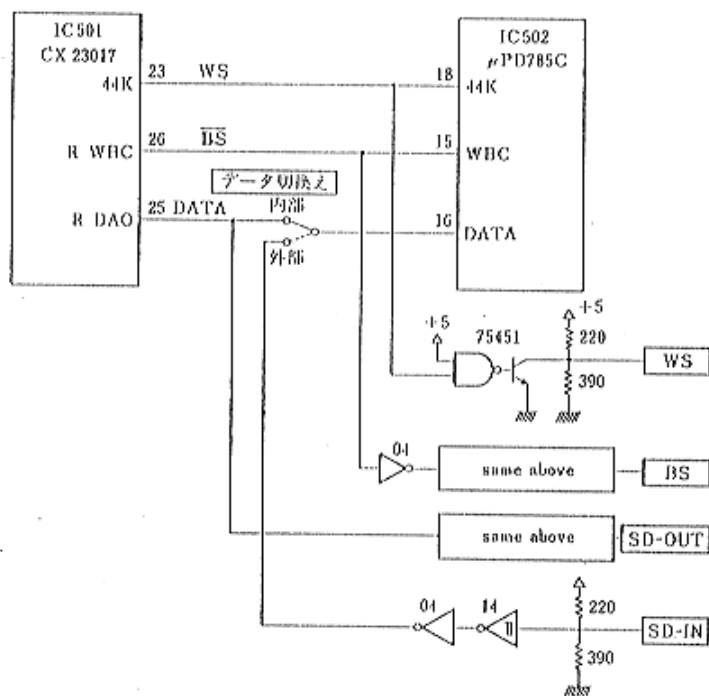 IC501
CX 23017
44K
R WBC
R DAO
23 WS
26 B̅S̅
25 DATA
データ切換え
内部
外部
IC502
μPD785C
18
44K
15
WBC
16
DATA
+5
75451
+5
220
390
WS
04
same above
BS
same above
SD-OUT
04
14
220
390
SD-IN